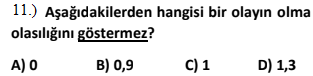 11.) Aşağıdakilerden hangisi bir olayın olma
olasılığını göstermez?
A) 0 B) 0,9 C) 1 D) 1,3